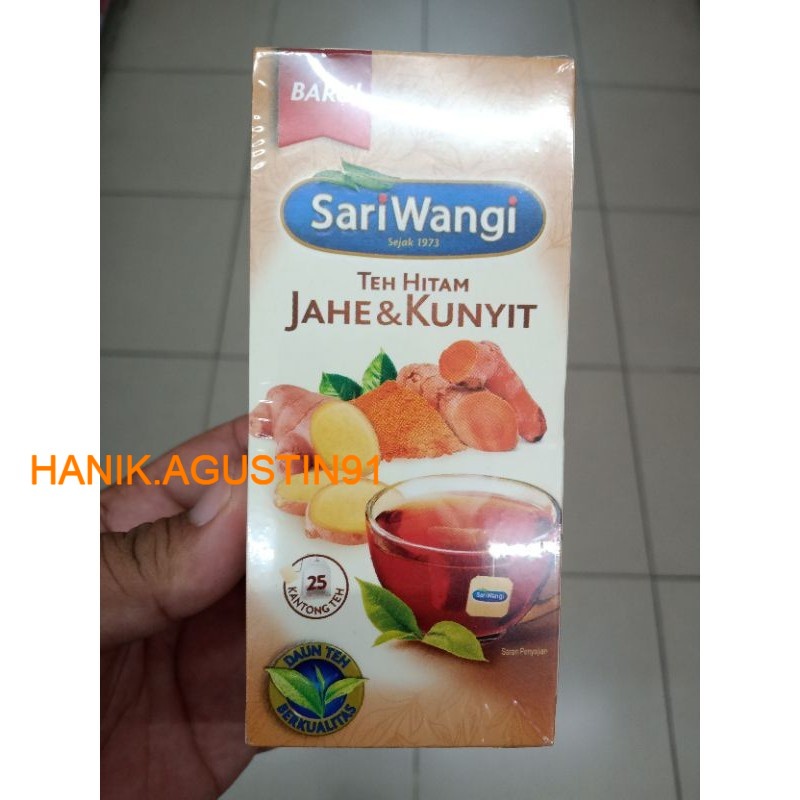 BARU!
SariWangi
Sejak 1973
TEH HITAM
JAHE & KUNYIT
HANIK.AGUSTIN91
25
KANTONG TEH
SariWangi
Saran Penyajian
DAUN TEH
BERKUALITAS